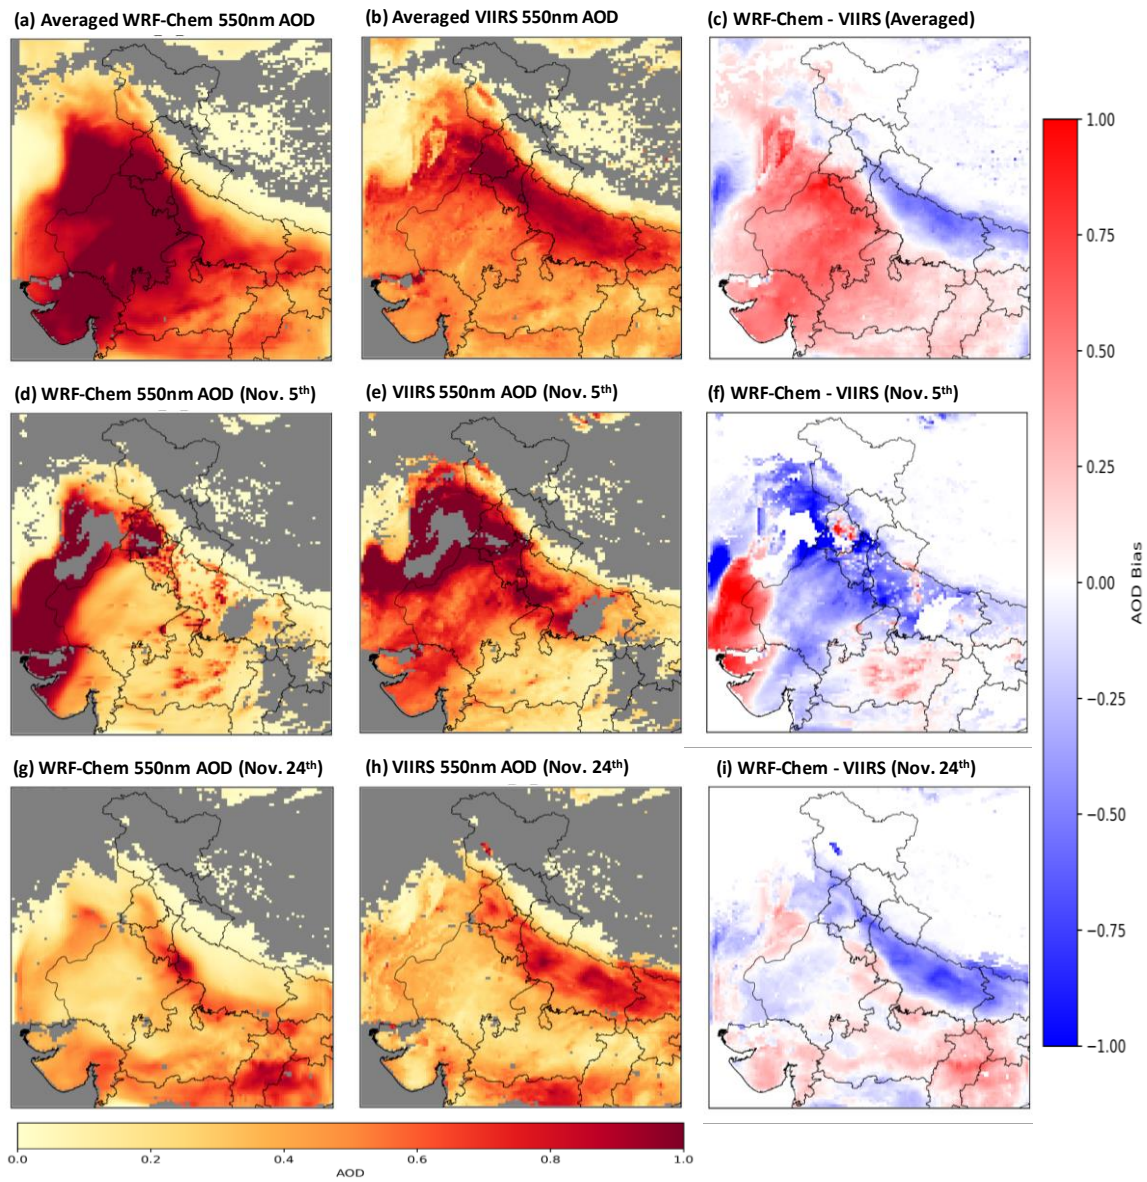 (a) Averaged WRF-Chem 550nm AOD
(b) Averaged VIIRS 550nm AOD
(c) WRF-Chem - VIIRS (Averaged)
(d) WRF-Chem 550nm AOD (Nov. 5th)
(e) VIIRS 550nm AOD (Nov. 5th)
(f) WRF-Chem - VIIRS (Nov. 5th)
(g) WRF-Chem 550nm AOD (Nov. 24th)
(h) VIIRS 550nm AOD (Nov. 24th)
(i) WRF-Chem - VIIRS (Nov. 24th)
1.00
0.75
0.50
0.25
0.00
−0.25
−0.50
−0.75
−1.00
AOD Bias
0.0 0.2 0.4 0.6 0.8 1.0
AOD